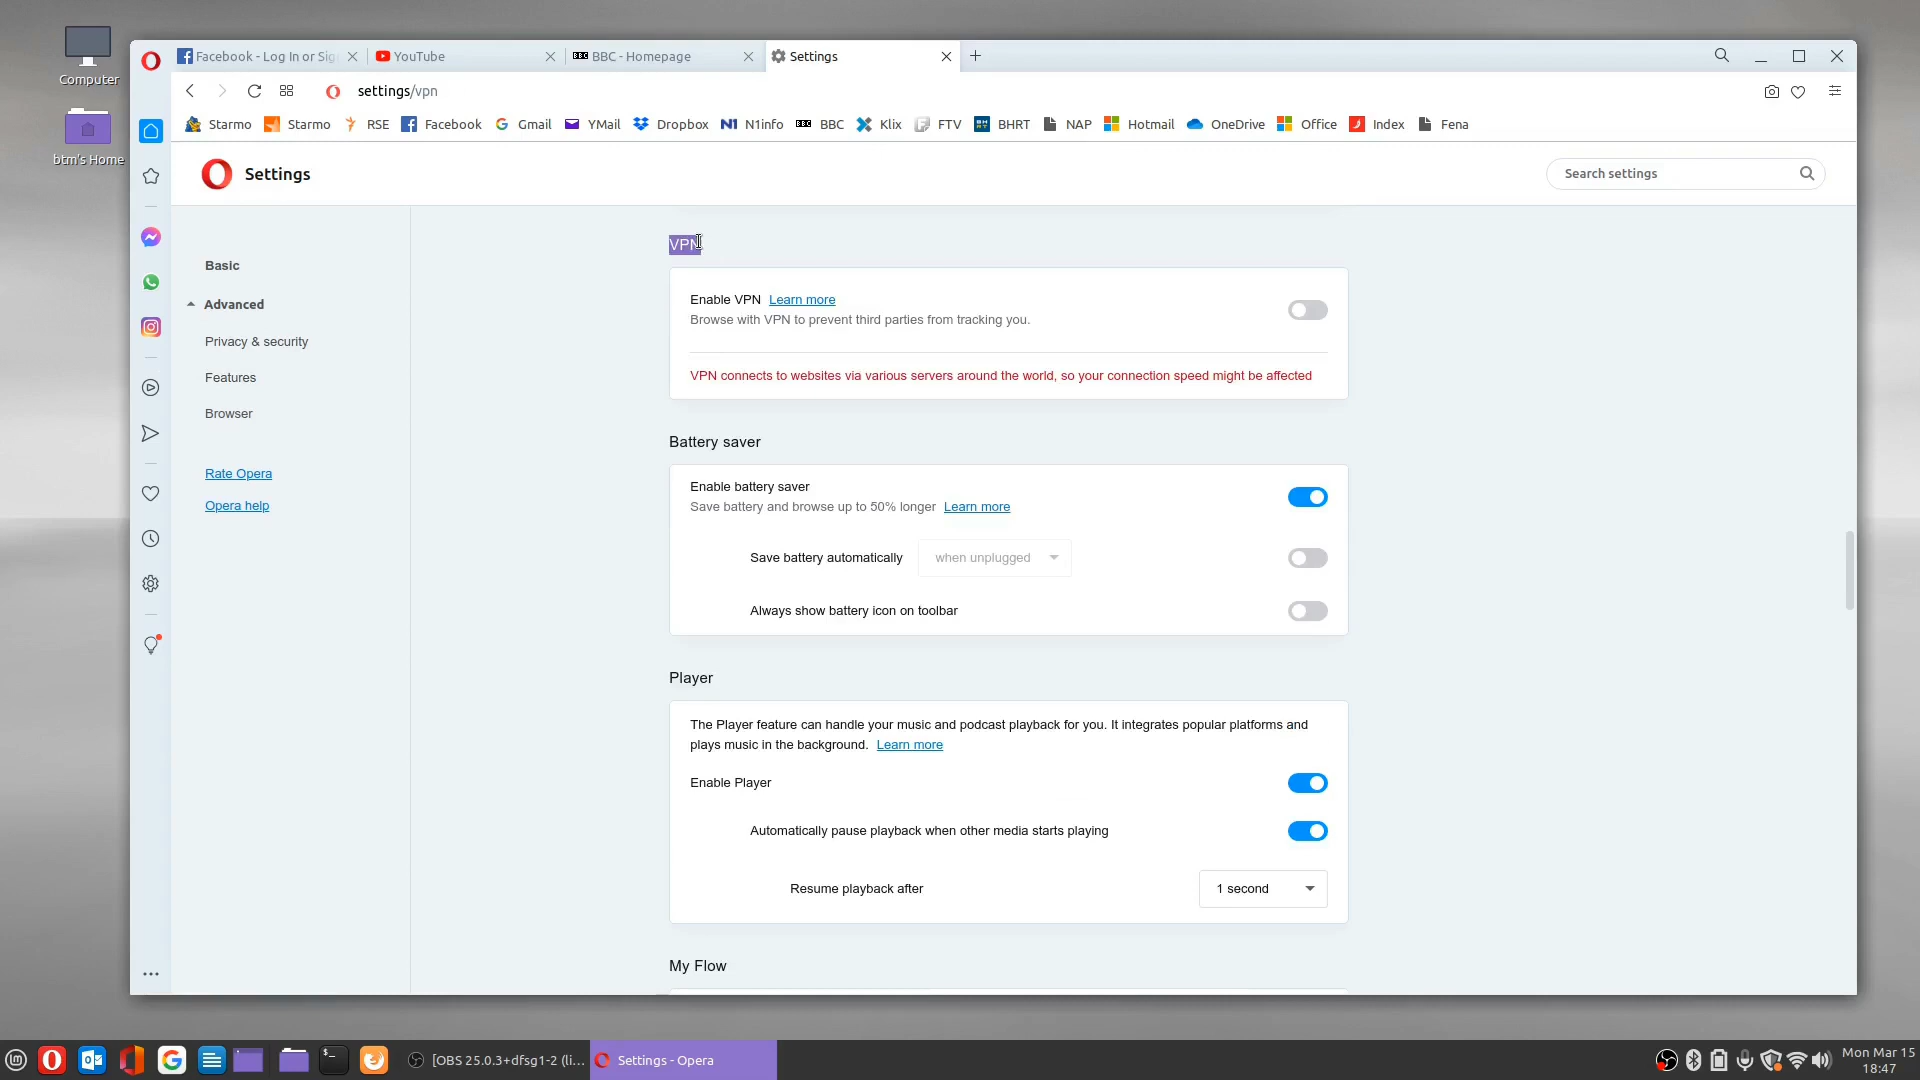 Computer
btm's Home
Facebook - Log In or Sig
YouTube
BBC - Homepage
Settings
settings/vpn
Starmo
Starmo
RSE
Facebook
Gmail
YMail
Dropbox
N1info
BBC
Klix
FTV
BHRT
NAP
Hotmail
OneDrive
Office
Index
Fena
Settings
Search settings
Basic
Advanced
Privacy & security
Features
Browser
Rate Opera
Opera help
VPN
Enable VPN Learn more
Browse with VPN to prevent third parties from tracking you.
VPN connects to websites via various servers around the world, so your connection speed might be affected
Battery saver
Enable battery saver
Save battery and browse up to 50% longer Learn more
Save battery automatically when unplugged
Always show battery icon on toolbar
Player
The Player feature can handle your music and podcast playback for you. It integrates popular platforms and
plays music in the background. Learn more
Enable Player
Automatically pause playback when other media starts playing
Resume playback after 1 second
My Flow
[OBS 25.0.3+dfsg1-2 (li...
Settings - Opera
Mon Mar 15
18:47